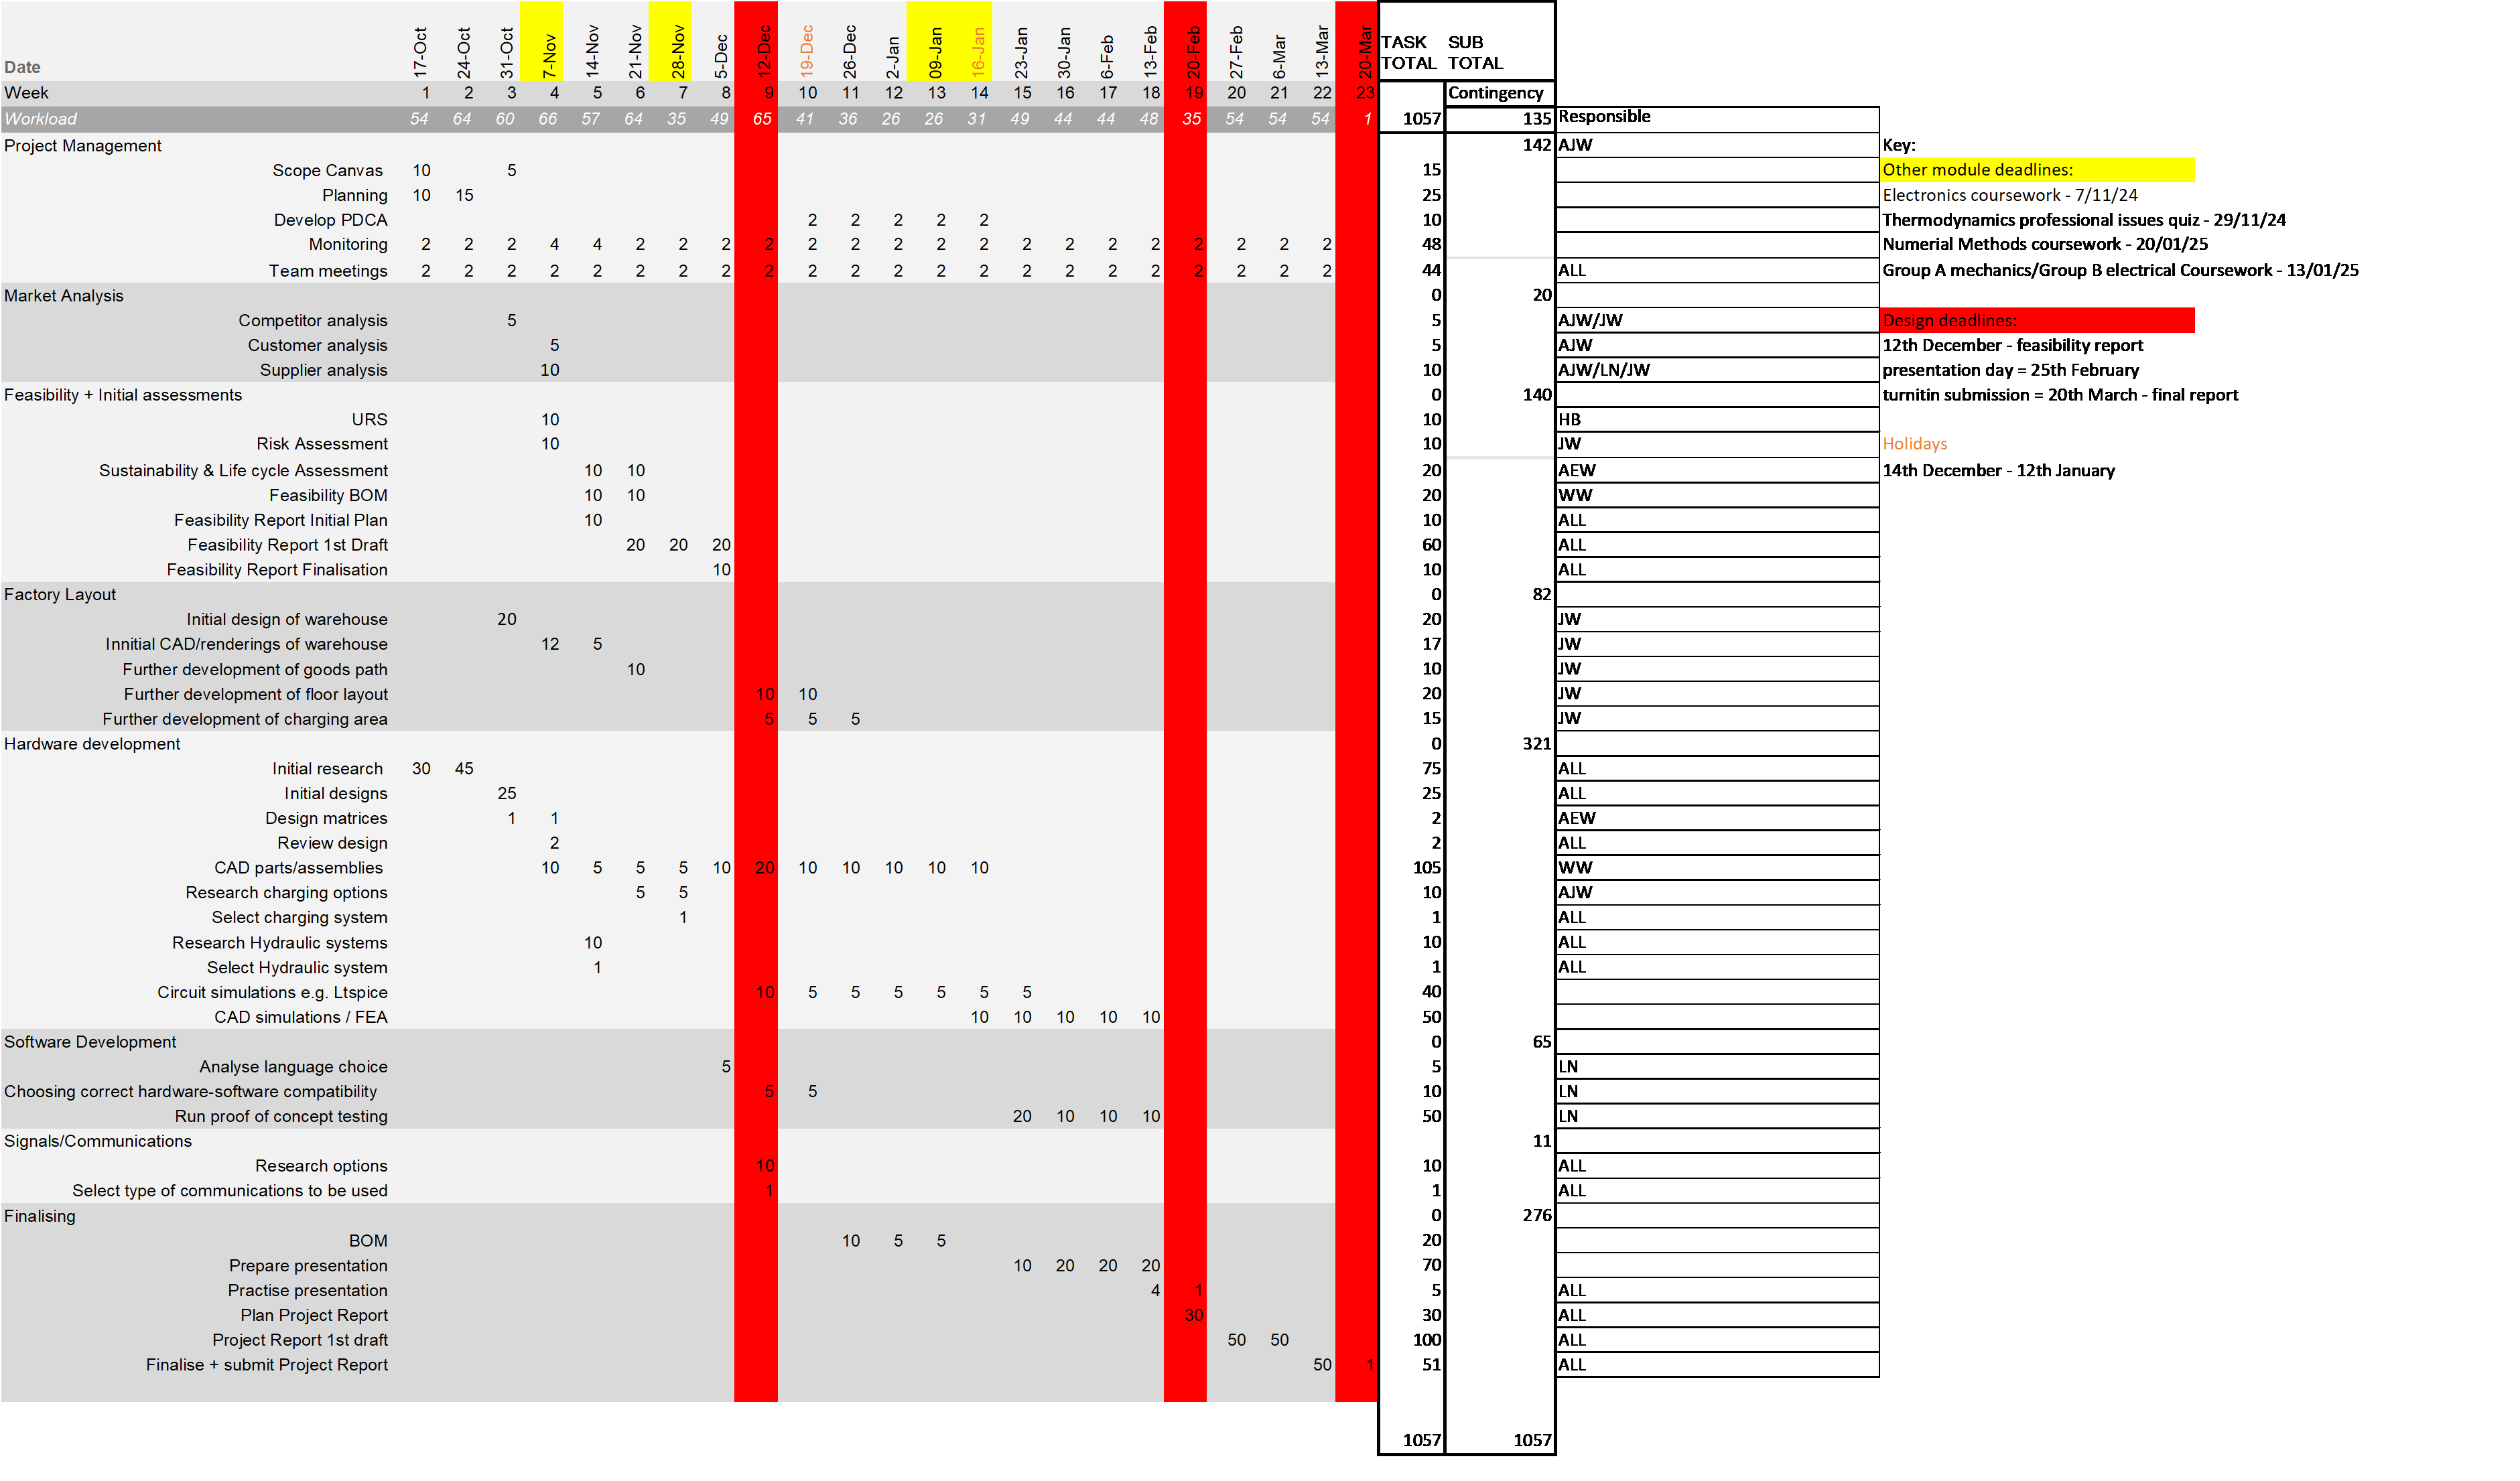 Date 17-Oct 24-Oct 31-Oct 7-Nov 14-Nov 21-Nov 28-Nov 5-Dec 12-Dec 19-Dec 26-Dec 2-Jan 09-Jan 16-Jan 23-Jan 30-Jan 6-Feb 13-Feb 20-Feb 27-Feb 6-Mar 13-Mar 20-Mar TASK TOTAL SUB TOTAL
Week 1 2 3 4 5 6 7 8 9 10 11 12 13 14 15 16 17 18 19 20 21 22 23 Contingency
Workload 54 64 60 66 57 64 35 49 65 41 36 26 26 31 49 44 44 48 35 54 54 54 1 1057 135 Responsible
Project Management 142 AJW Key:
Scope Canvas 10 5 15 Other module deadlines:
Planning 10 15 25 Electronics coursework - 7/11/24
Develop PDCA 2 2 2 2 2 10 Thermodynamics professional issues quiz - 29/11/24
Monitoring 2 2 2 4 4 2 2 2 2 2 2 2 2 2 2 2 2 2 2 2 2 2 48 Numerial Methods coursework - 20/01/25
Team meetings 2 2 2 2 2 2 2 2 2 2 2 2 2 2 2 2 2 2 2 2 2 2 44 ALL Group A mechanics/Group B electrical Coursework - 13/01/25
Market Analysis 0 20
Competitor analysis 5 5 AJW/JW Design deadlines:
Customer analysis 5 5 AJW 12th December - feasibility report
Supplier analysis 10 10 AJW/LN/JW presentation day = 25th February
Feasibility + Initial assessments 0 140 turnitin submission = 20th March - final report
URS 10 10 HB
Risk Assessment 10 10 JW Holidays
Sustainability & Life cycle Assessment 10 10 20 AEW 14th December - 12th January
Feasibility BOM 10 10 20 WW
Feasibility Report Initial Plan 10 10 ALL
Feasibility Report 1st Draft 20 20 20 60 ALL
Feasibility Report Finalisation 10 10 ALL
Factory Layout 0 82
Initial design of warehouse 20 20 JW
Innitial CAD/renderings of warehouse 12 5 17 JW
Further development of goods path 10 10 JW
Further development of floor layout 10 10 20 JW
Further development of charging area 5 5 5 15 JW
Hardware development 0 321
Initial research 30 45 75 ALL
Initial designs 25 25 ALL
Design matrices 1 1 2 AEW
Review design 2 2 ALL
CAD parts/assemblies 10 5 5 5 10 20 10 10 10 10 10 105 WW
Research charging options 5 5 10 AJW
Select charging system 1 1 ALL
Research Hydraulic systems 10 10 ALL
Select Hydraulic system 1 1 ALL
Circuit simulations e.g. Ltspice 10 5 5 5 5 5 5 40
CAD simulations / FEA 10 10 10 10 10 50
Software Development 0 65
Analyse language choice 5 5 LN
Choosing correct hardware-software compatibility 5 5 10 LN
Run proof of concept testing 20 10 10 10 50 LN
Signals/Communications 11
Research options 10 10 ALL
Select type of communications to be used 1 1 ALL
Finalising 0 276
BOM 10 5 5 20
Prepare presentation 10 20 20 20 70
Practise presentation 4 1 5 ALL
Plan Project Report 30 30 ALL
Project Report 1st draft 50 50 100 ALL
Finalise + submit Project Report 50 1 51 ALL
1057 1057